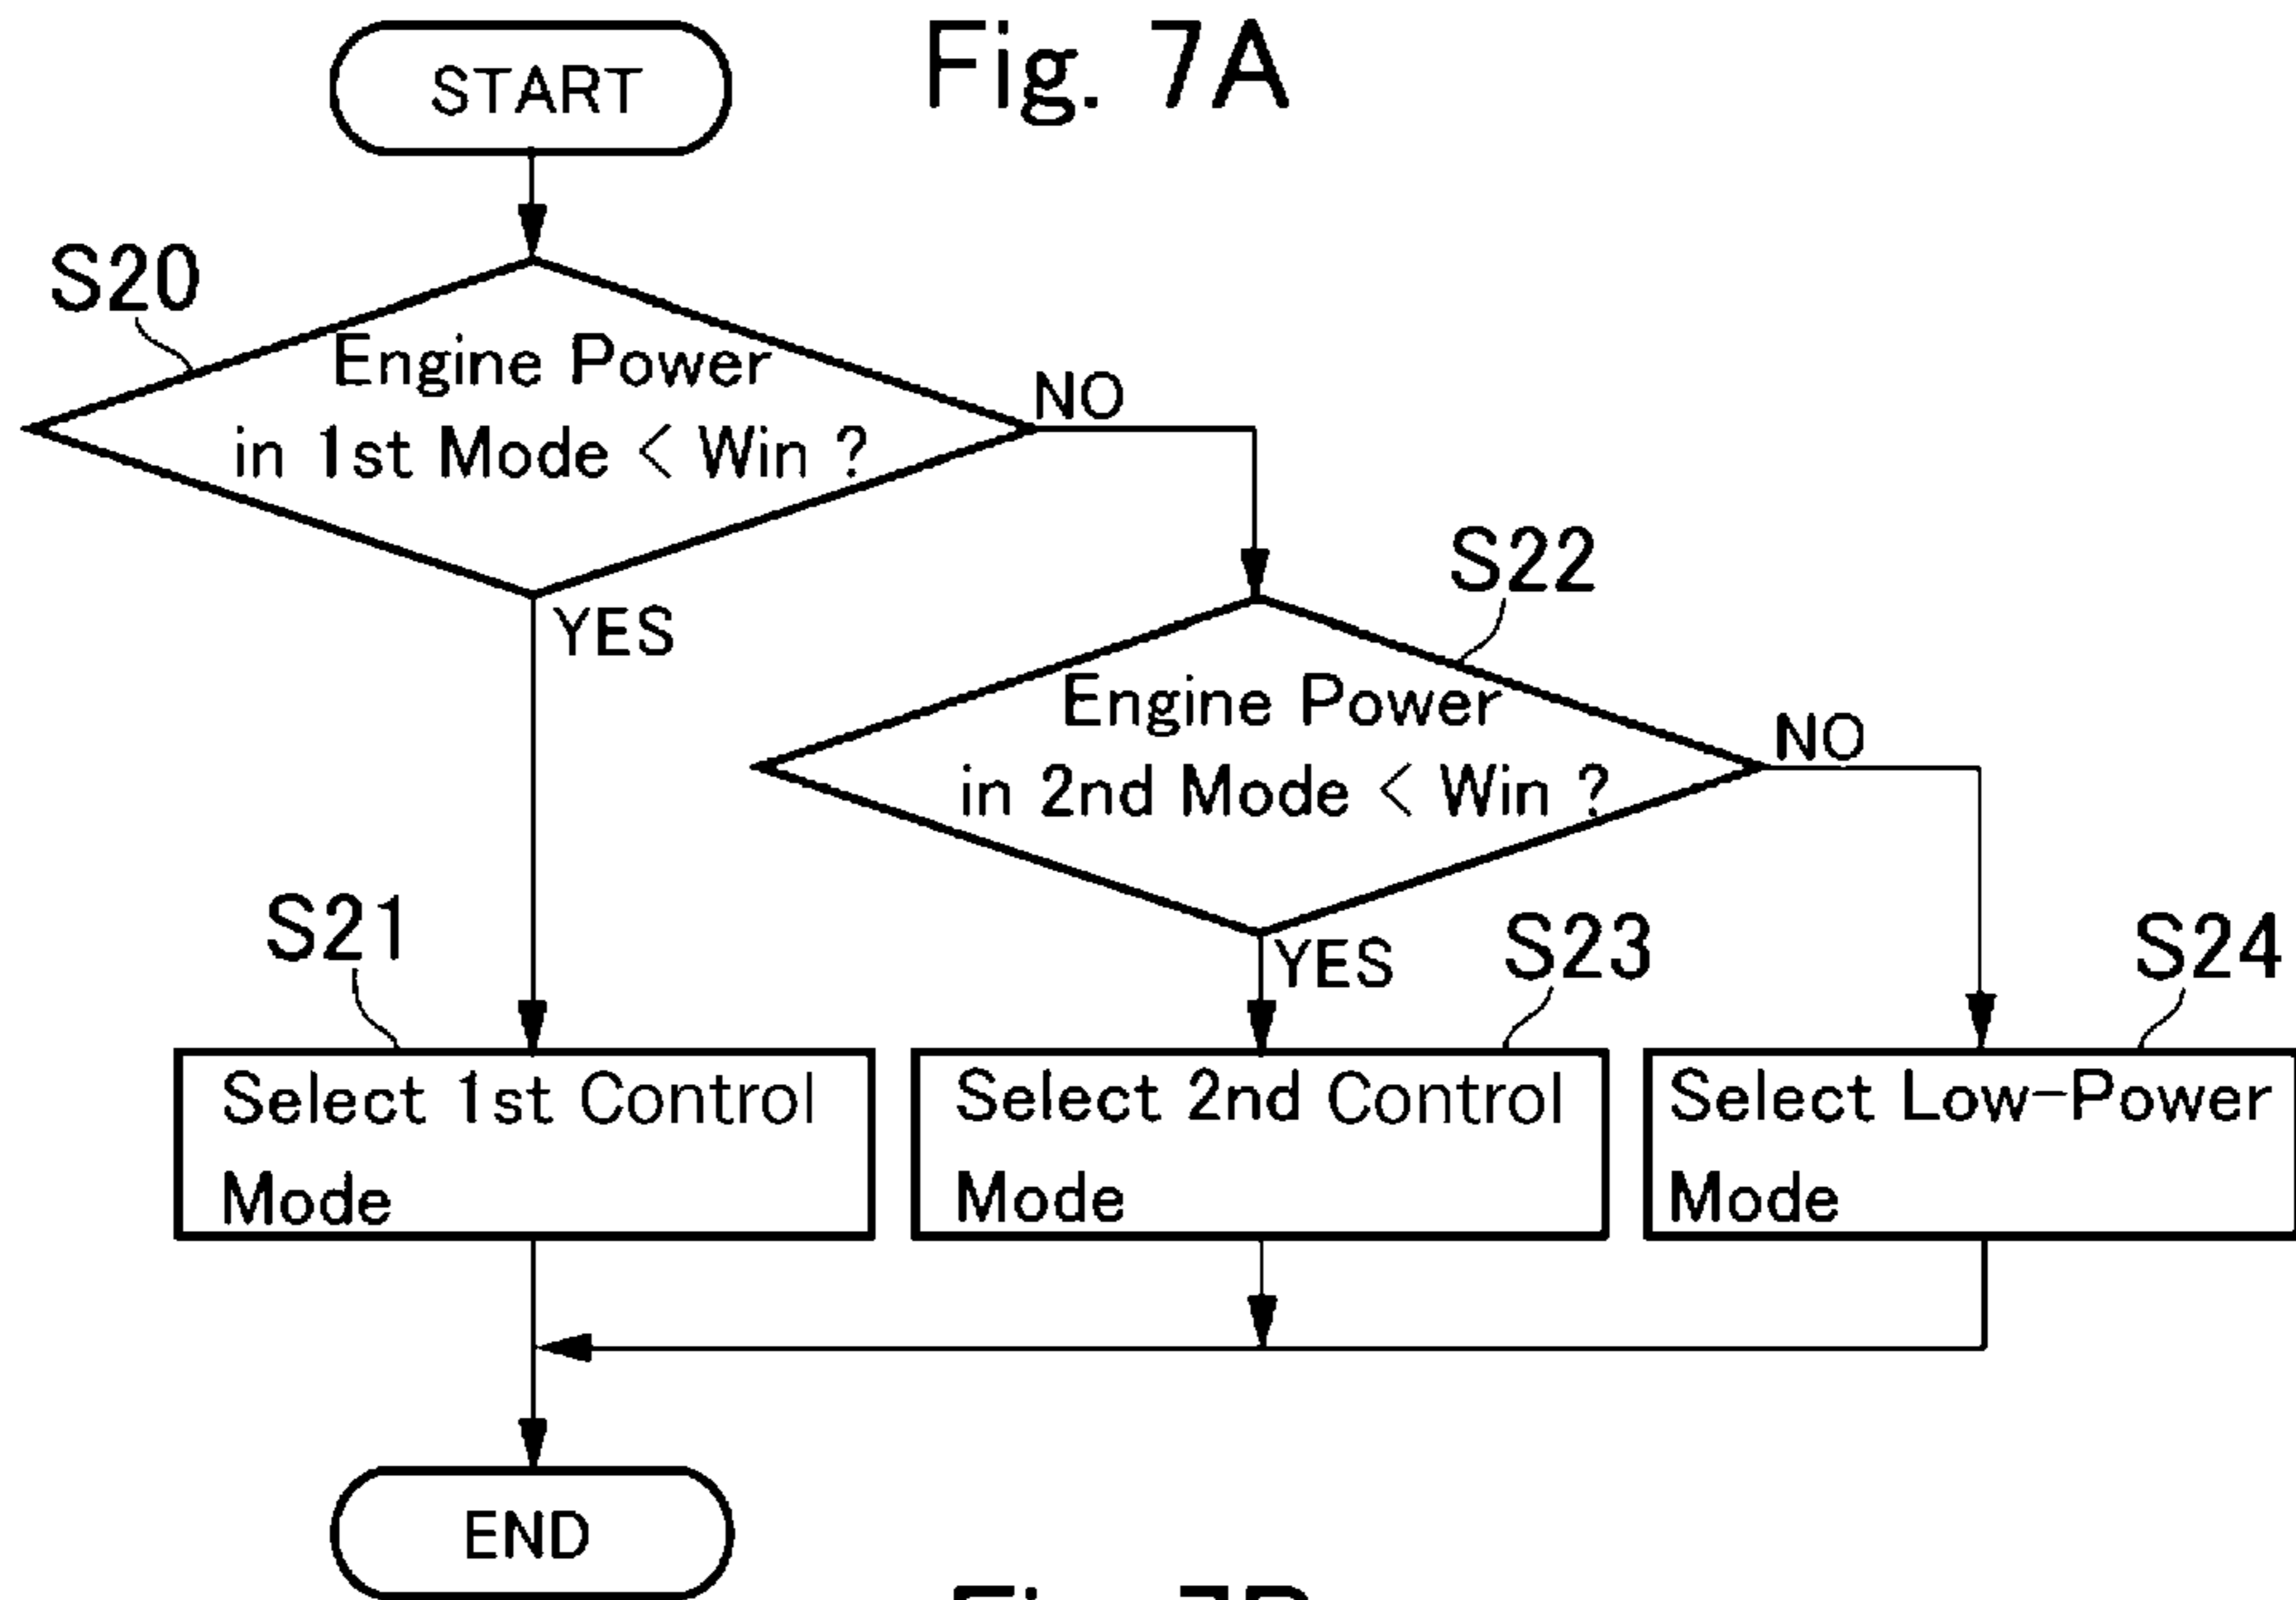 START
Fig. 7A
S20
Engine Power
in 1st Mode < Win ?
NO
YES
S22
Engine Power
in 2nd Mode < Win ?
NO
YES
S21
Select 1st Control
Mode
S23
Select 2nd Control
Mode
S24
Select Low-Power
Mode
END